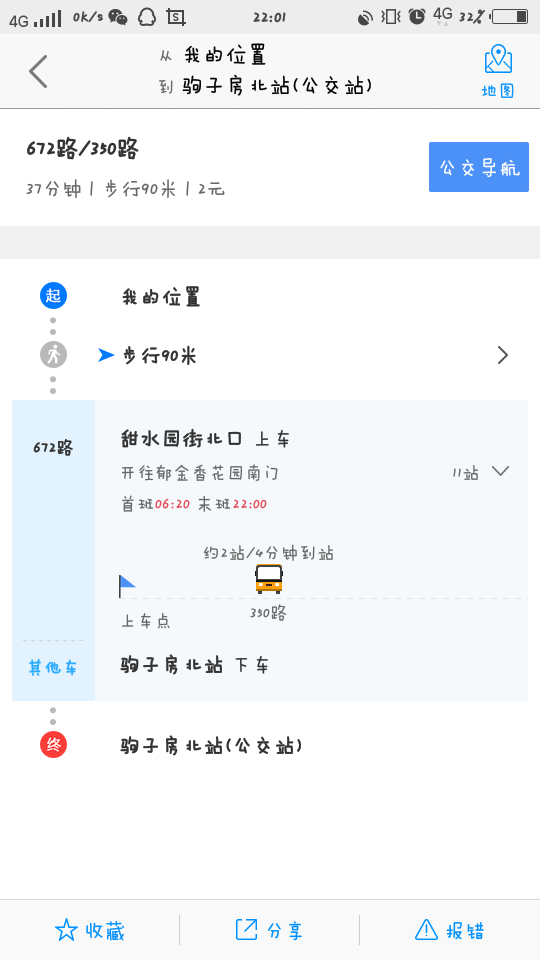 4G 0k/s 22:01 4G 32%
从 我的位置
到 驹子房北站(公交站)
地图
672路/350路
公交导航
37分钟 | 步行90米 | 2元
起 我的位置
步行90米
672路
甜水园街北口 上车
开往郁金香花园南门 11站
首班06:20 末班22:00
约2站/4分钟到站
350路
上车点
其他车
驹子房北站 下车
终 驹子房北站(公交站)
收藏 分享 报错